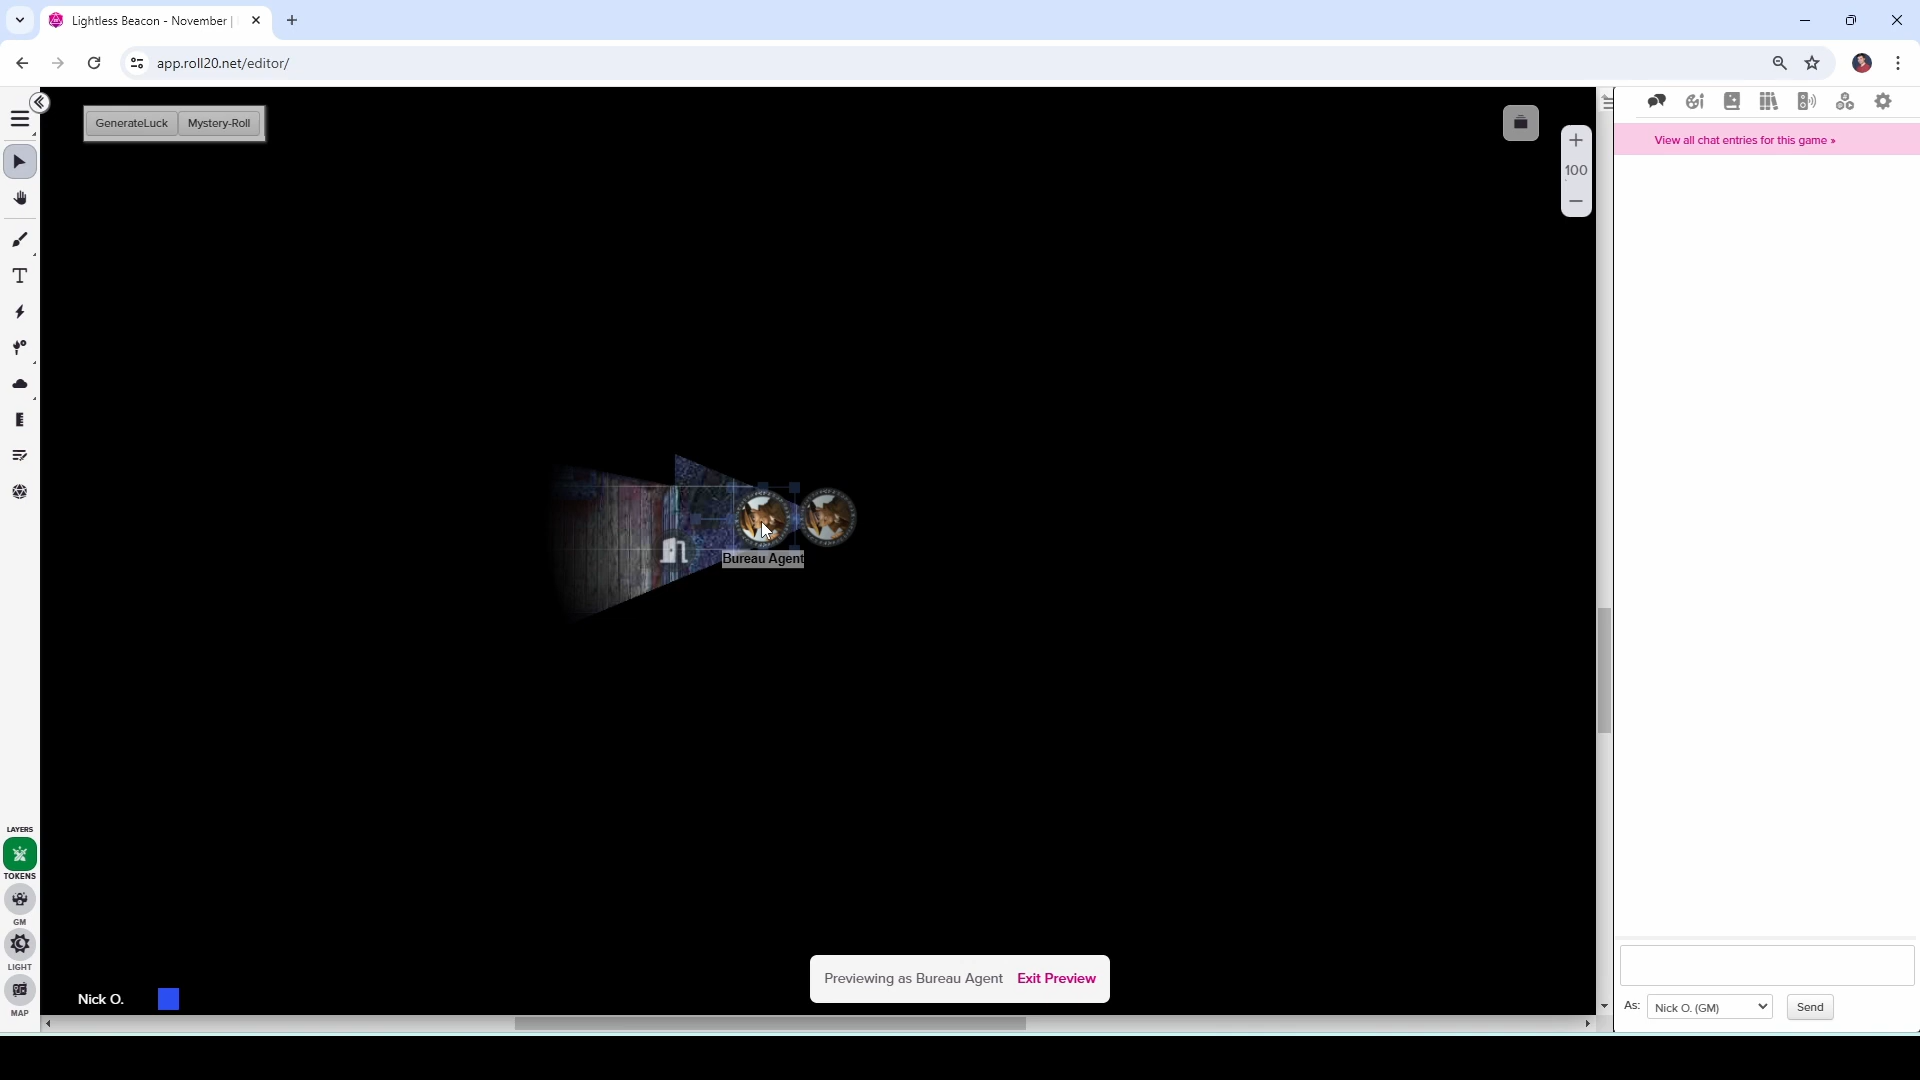 Lightless Beacon - November |
app.roll20.net/editor/
GenerateLuck
Mystery-Roll
100
View all chat entries for this game »
Bureau Agent
LAYERS
TOKENS
GM
LIGHT
MAP
Nick O.
Previewing as Bureau Agent
Exit Preview
As:
Nick O. (GM)
Send